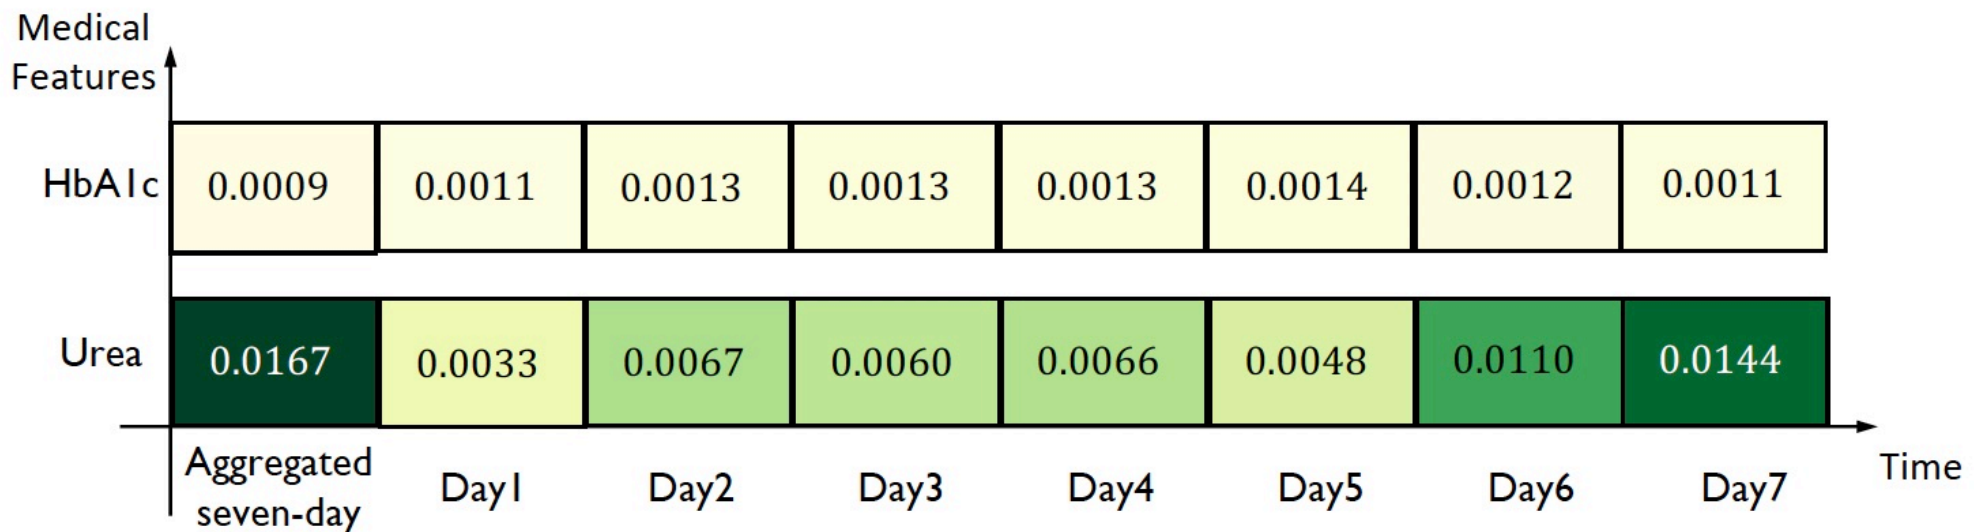 Medical
Features
HbA1c 0.0009 0.0011 0.0013 0.0013 0.0013 0.0014 0.0012 0.0011
Urea 0.0167 0.0033 0.0067 0.0060 0.0066 0.0048 0.0110 0.0144
Aggregated
seven-day Day1 Day2 Day3 Day4 Day5 Day6 Day7 Time